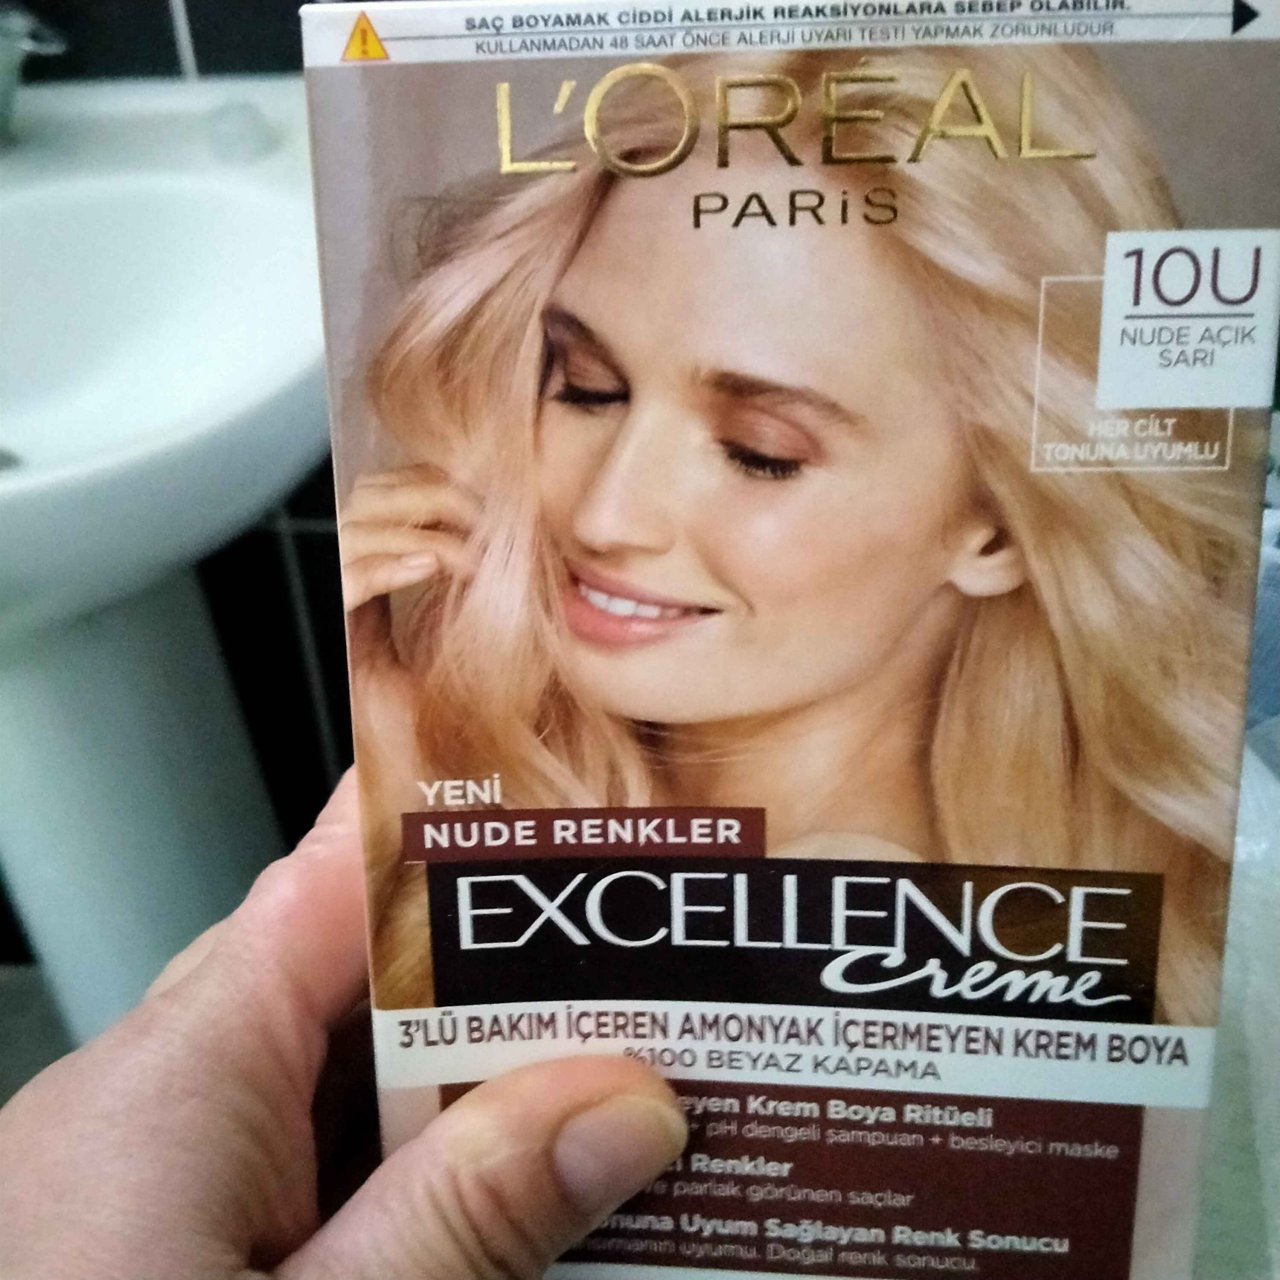 SAÇ BOYAMAK CİDDİ ALERJİK REAKSİYONLARA SEBEP OLABİLİR.
KULLANMADAN 48 SAAT ÖNCE ALERJİ UYARI TESTİ YAPMAK ZORUNLUDUR.
L'ORÉAL
PARiS
10U
NUDE AÇIK
SARI
HER CİLT
TONUNA UYUMLU
YENİ
NUDE RENKLER
EXCELLENCE
Creme
3'LÜ BAKIM İÇEREN AMONYAK İÇERMEYEN KREM BOYA
%100 BEYAZ KAPAMA
eyen Krem Boya Ritüeli
+ pH dengeli şampuan + besleyici maske
Renkler
ve parlak görünen saçlar
onuna Uyum Sağlayan Renk Sonucu
uyumu. Doğal renk sonucu.